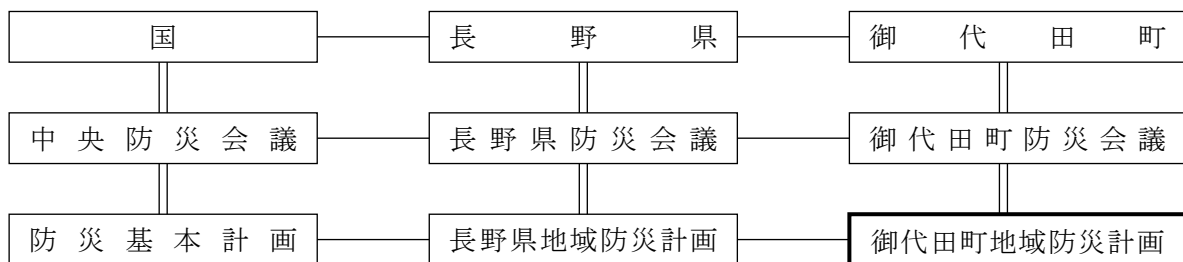 国 長野県 御代田町
中央防災会議 長野県防災会議 御代田町防災会議
防災基本計画 長野県地域防災計画 御代田町地域防災計画